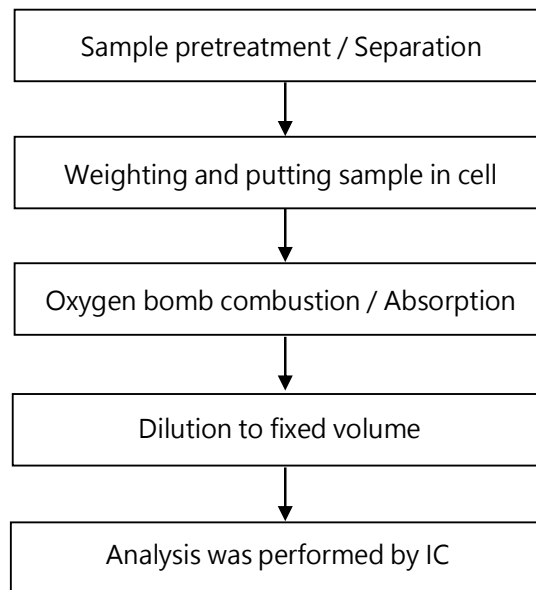 Sample pretreatment / Separation
Weighting and putting sample in cell
Oxygen bomb combustion / Absorption
Dilution to fixed volume
Analysis was performed by IC